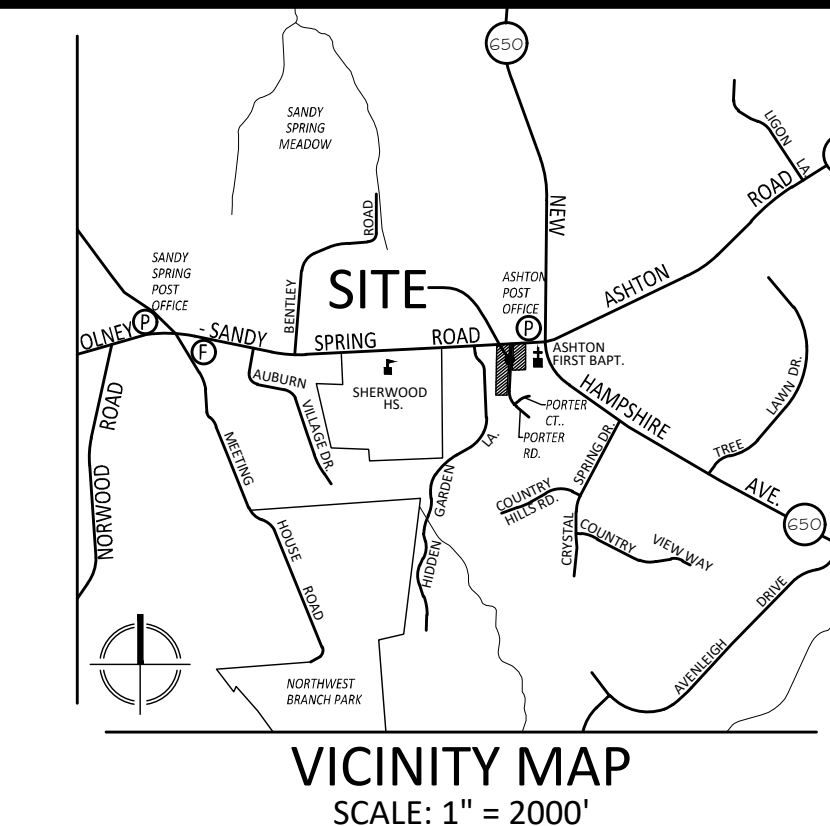 650
SANDY
SPRING
MEADOW
LIGON LA.
ROAD
NEW
ROAD
SANDY
SPRING
POST
OFFICE
ASHTON
POST
OFFICE
ASHTON
BENTLEY
SITE
P
P
OLNEY
- SANDY
SPRING
ROAD
F
ASHTON
FIRST BAPT.
AUBURN
VILLAGE DR.
SHERWOOD
HS.
HAMPSHIRE
LAWN DR.
ROAD
PORTER
CT..
PORTER
RD.
LA.
MEETING
SPRING DR.
TREE
GARDEN
NORWOOD
COUNTRY
HILLS RD.
AVE.
650
HOUSE
CRYSTAL
COUNTRY
VIEW WAY
HIDDEN
ROAD
DRIVE
AVENLEIGH
NORTHWEST
BRANCH PARK
VICINITY MAP
SCALE: 1" = 2000'